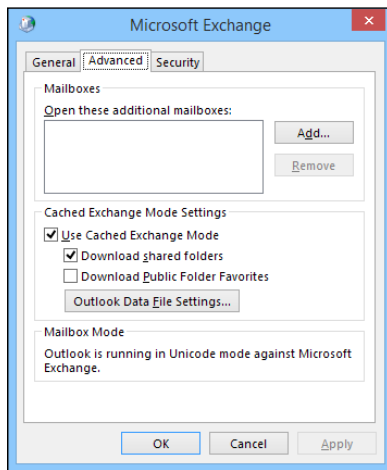 Microsoft Exchange
General Advanced Security
Mailboxes
Open these additional mailboxes:
Add...
Remove
Cached Exchange Mode Settings
Use Cached Exchange Mode
Download shared folders
Download Public Folder Favorites
Outlook Data File Settings...
Mailbox Mode
Outlook is running in Unicode mode against Microsoft
Exchange.
OK Cancel Apply